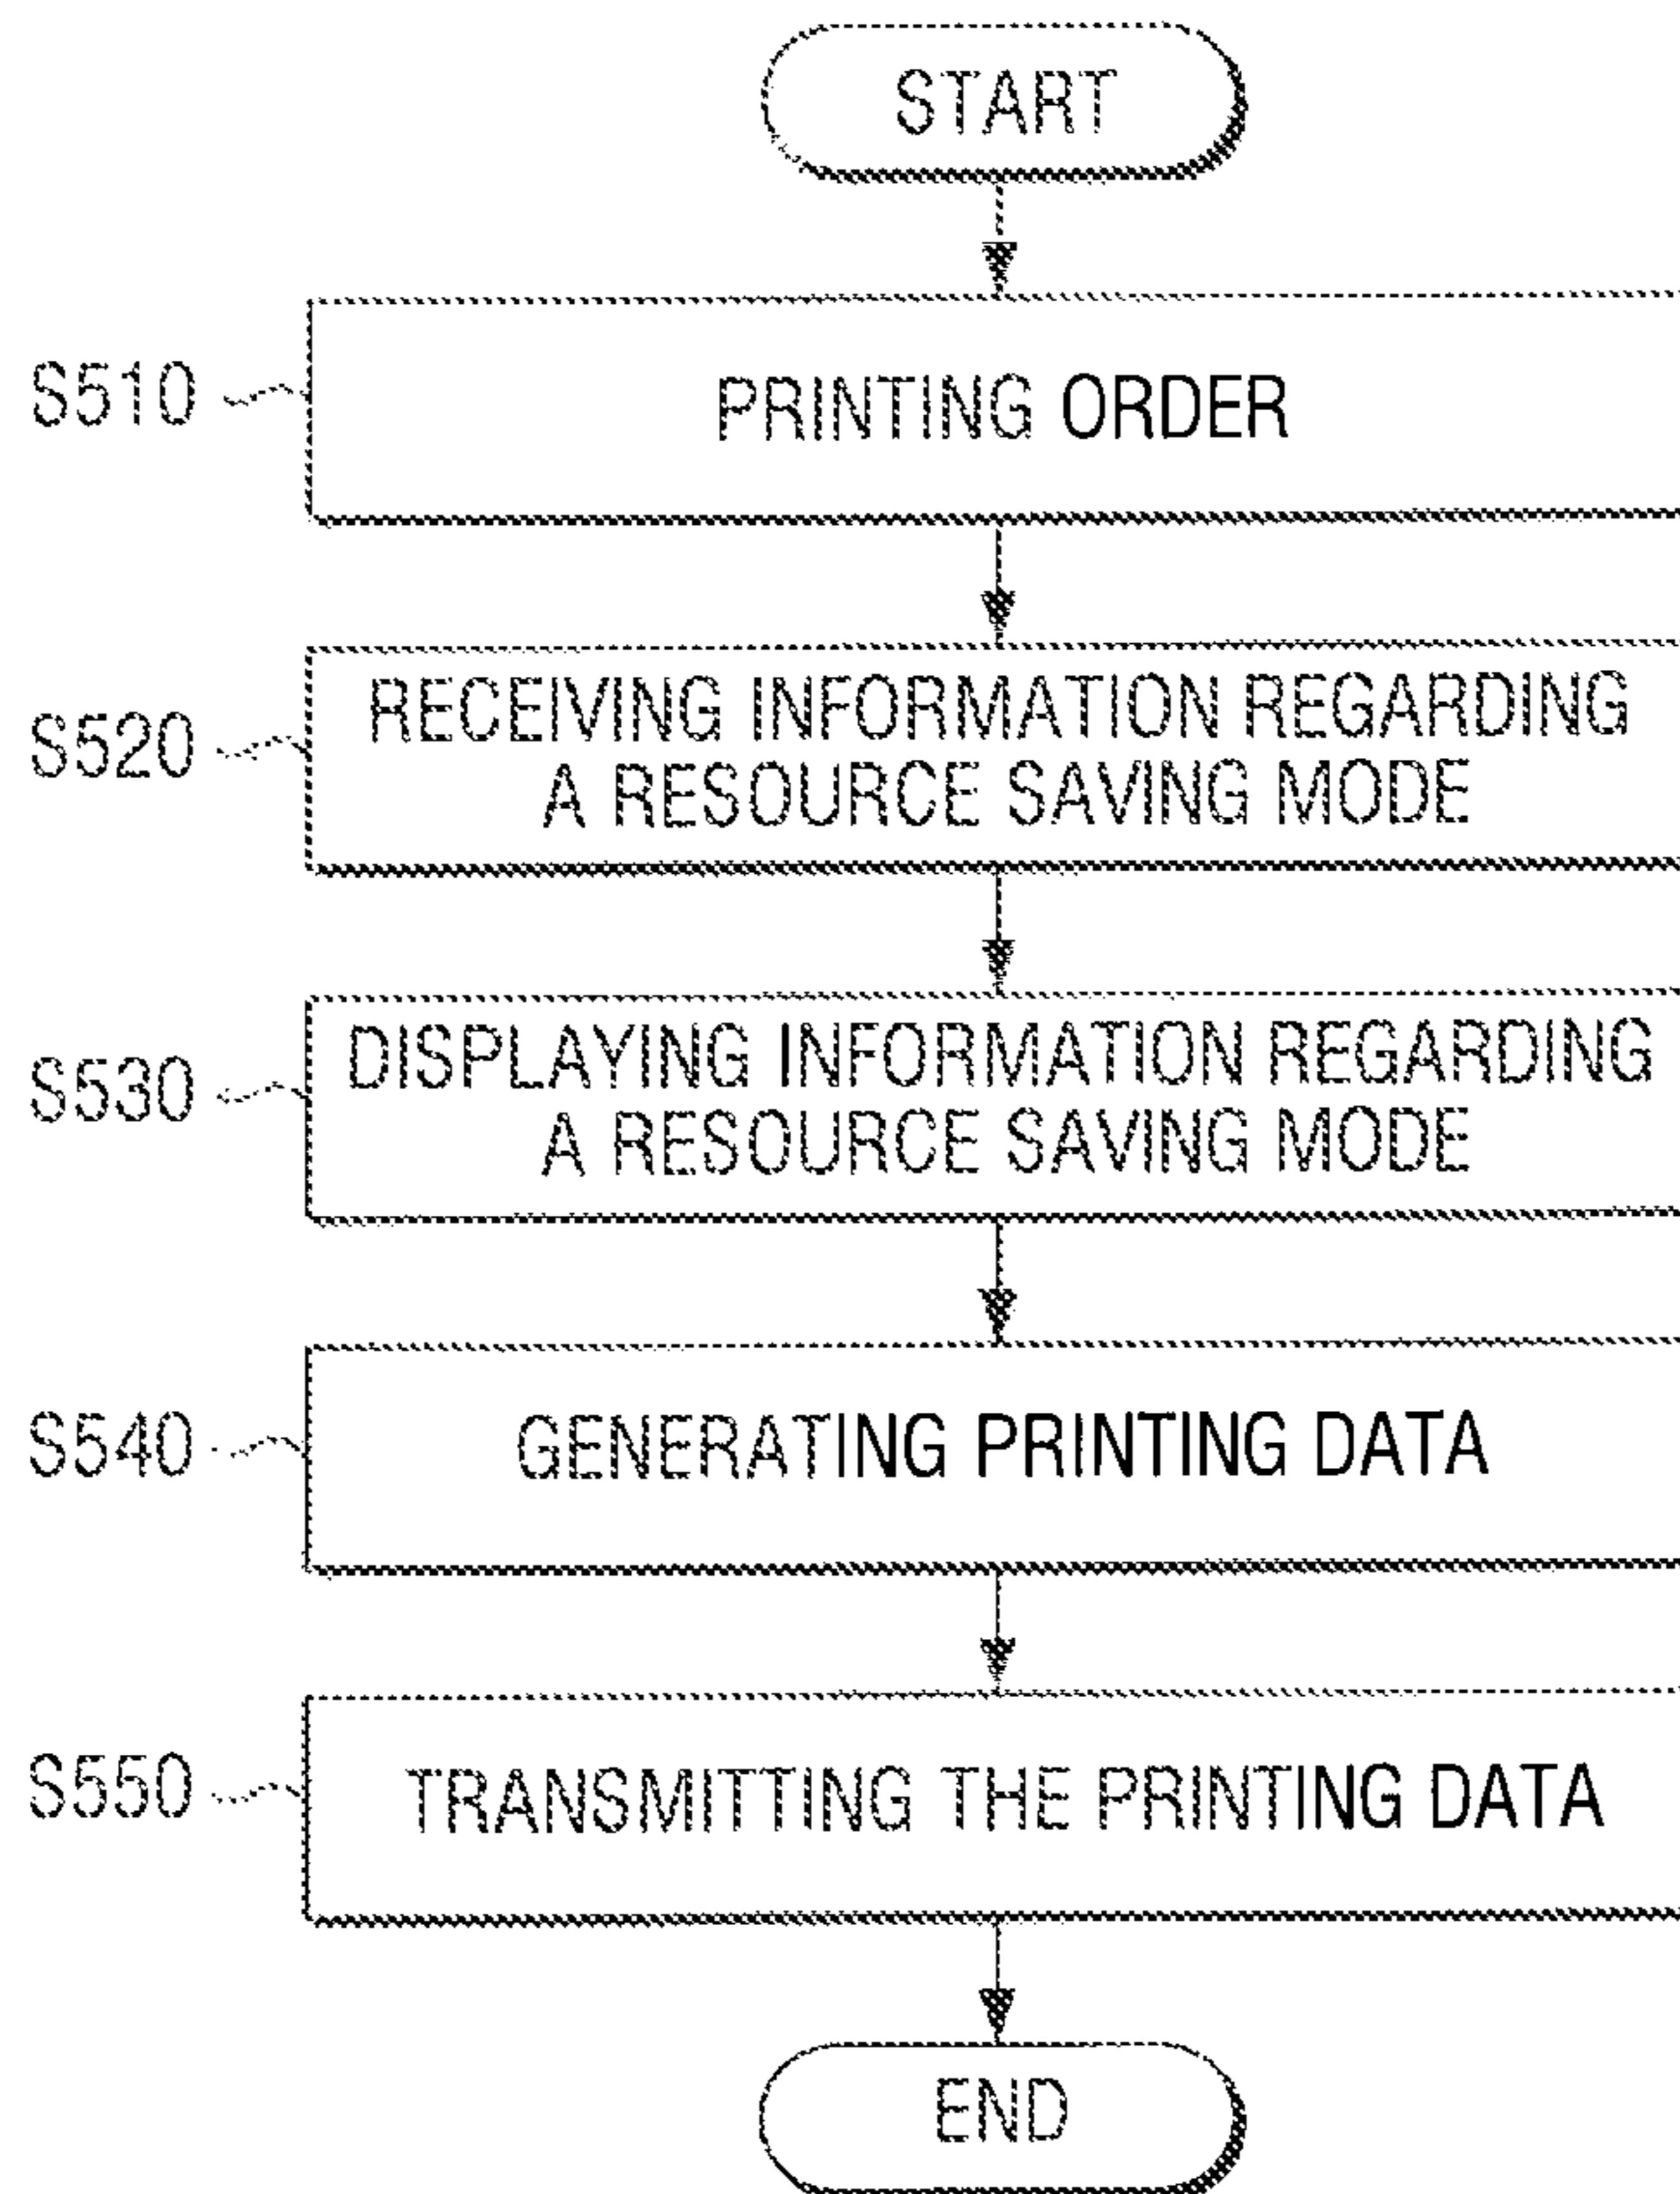 START
S510
PRINTING ORDER
S520
RECEIVING INFORMATION REGARDING
A RESOURCE SAVING MODE
S530
DISPLAYING INFORMATION REGARDING
A RESOURCE SAVING MODE
S540
GENERATING PRINTING DATA
S550
TRANSMITTING THE PRINTING DATA
END